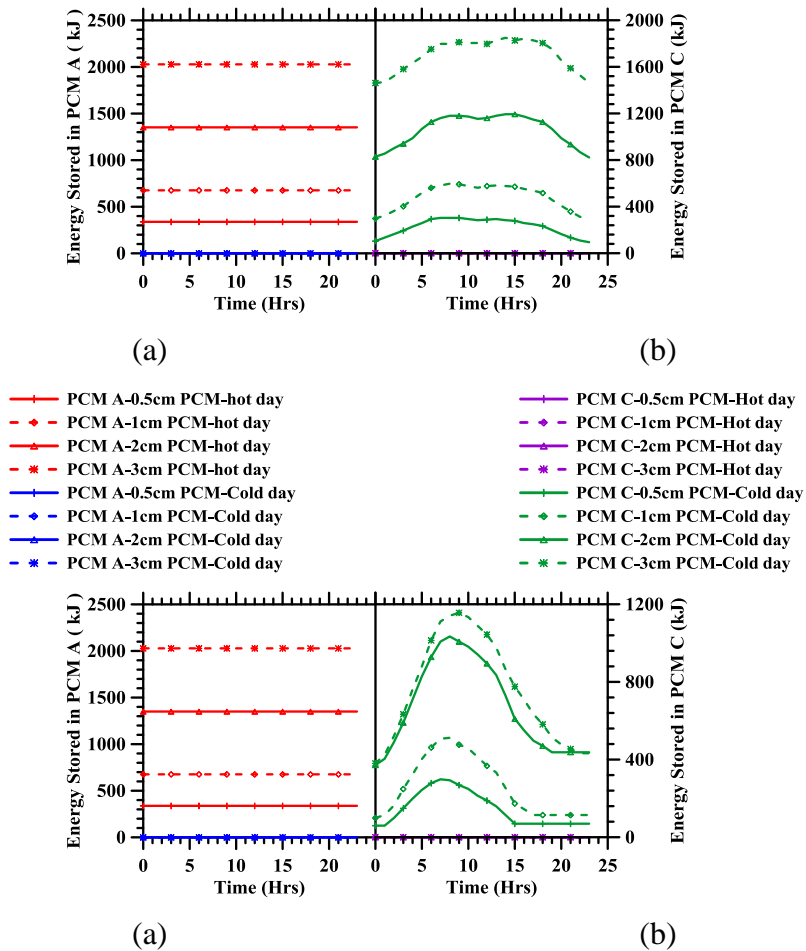 Energy Stored in PCM A ( kJ)
2500
2000
1500
1000
500
0
0 5 10 15 20 25
Time (Hrs)
(a)
Energy Stored in PCM C (kJ)
2000
1600
1200
800
400
0
0 5 10 15 20 25
Time (Hrs)
(b)
PCM A-0.5cm PCM-hot day
PCM A-1cm PCM-hot day
PCM A-2cm PCM-hot day
PCM A-3cm PCM-hot day
PCM A-0.5cm PCM-Cold day
PCM A-1cm PCM-Cold day
PCM A-2cm PCM-Cold day
PCM A-3cm PCM-Cold day
PCM C-0.5cm PCM-Hot day
PCM C-1cm PCM-Hot day
PCM C-2cm PCM-Hot day
PCM C-3cm PCM-Hot day
PCM C-0.5cm PCM-Cold day
PCM C-1cm PCM-Cold day
PCM C-2cm PCM-Cold day
PCM C-3cm PCM-Cold day
Energy Stored in PCM A ( kJ)
2500
2000
1500
1000
500
0
0 5 10 15 20 25
Time (Hrs)
(a)
Energy Stored in PCM C (kJ)
1200
800
400
0
0 5 10 15 20 25
Time (Hrs)
(b)